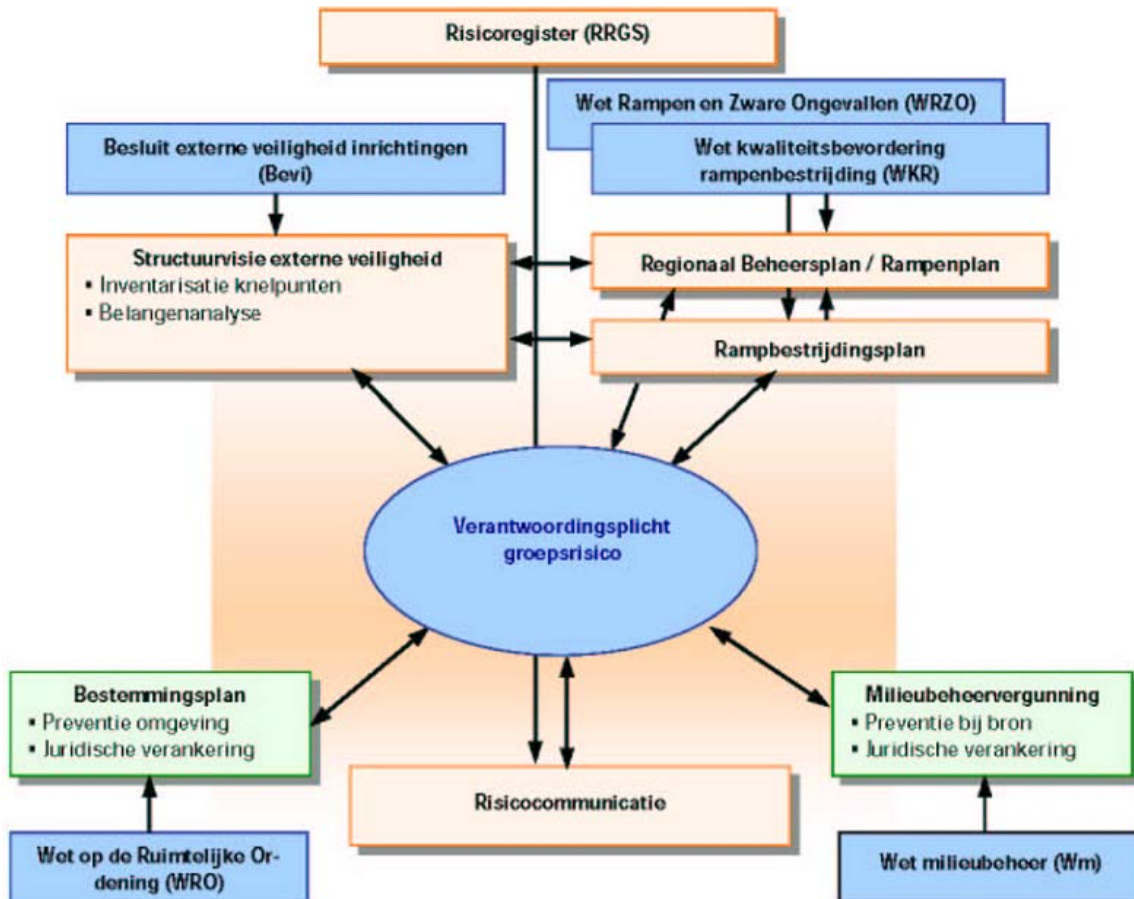 Risicoregister (RRGS)
Wet Rampen en Zware Ongevallen (WRZO)
Besluit externe veiligheid inrichtingen
(Bevi)
Wet kwaliteitsbevordering
rampenbestrijding (WKR)
Structuurvisie externe veiligheid
▪ Inventarisatie knelpunten
▪ Belangenanalyse
Regionaal Beheersplan / Rampenplan
Rampbestrijdingsplan
Verantwoordingsplicht
groepsrisico
Bestemmingsplan
▪ Preventie omgeving
▪ Juridische verankering
Milieubeheervergunning
▪ Preventie bij bron
▪ Juridische verankering
Risicocommunicatie
Wet op de Ruimtelijke Or-
dening (WRO)
Wet milieubeheer (Wm)